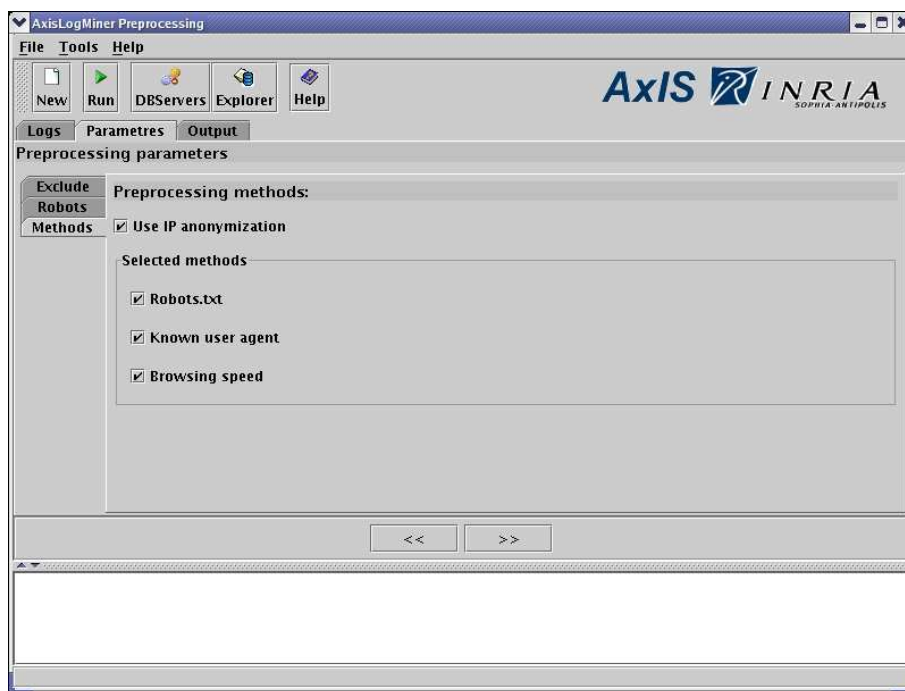 AxisLogMiner Preprocessing
File Tools Help
New Run DBServers Explorer Help
AxIS INRIA
SOPHIA-ANTIPOLIS
Logs Parametres Output
Preprocessing parameters
Exclude
Robots
Methods
Preprocessing methods:
Use IP anonymization
Selected methods
Robots.txt
Known user agent
Browsing speed
<< >>